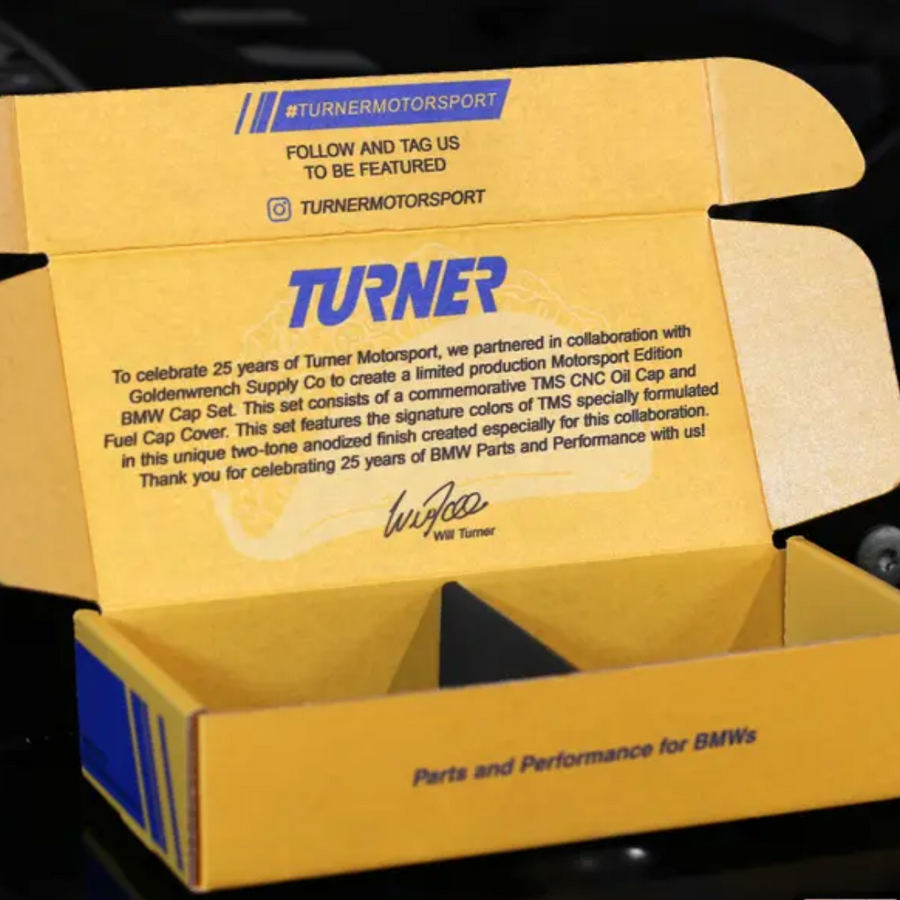 #TURNERMOTORSPORT
FOLLOW AND TAG US
TO BE FEATURED
TURNERMOTORSPORT
TURNER
To celebrate 25 years of Turner Motorsport, we partnered in collaboration with
Goldenwrench Supply Co to create a limited production Motorsport Edition
BMW Cap Set. This set consists of a commemorative TMS CNC Oil Cap and
Fuel Cap Cover. This set features the signature colors of TMS specially formulated
in this unique two-tone anodized finish created especially for this collaboration.
Thank you for celebrating 25 years of BMW Parts and Performance with us!
Will Turner
Parts and Performance for BMWs